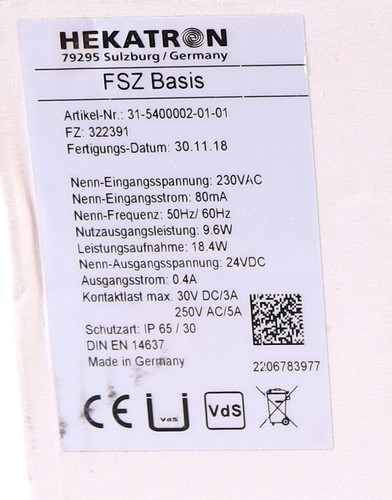 HEKATRON
79295 Sulzburg/Germany
FSZ Basis
Artikel-Nr.: 31-5400002-01-01
FZ: 322391
Fertigungs-Datum: 30.11.18
Nenn-Eingangsspannung: 230VAC
Nenn-Eingangsstrom: 80mA
Nenn-Frequenz: 50Hz/ 60Hz
Nutzausgangsleistung: 9.6W
Leistungsaufnahme: 18.4W
Nenn-Ausgangsspannung: 24VDC
Ausgangsstrom: 0.4A
Kontaktlast max. 30V DC/3A
250V AC/5A
Schutzart: IP 65 / 30
DIN EN 14637
Made in Germany
2206783977
CE VdS VdS